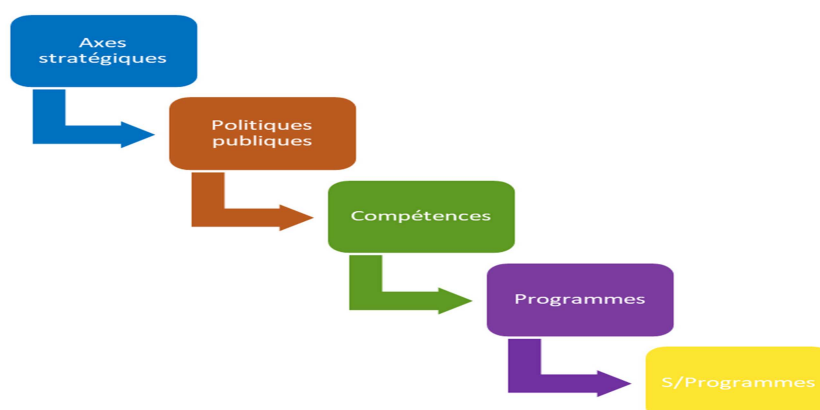 Axes
stratégiques
Politiques
publiques
Compétences
Programmes
S/Programmes